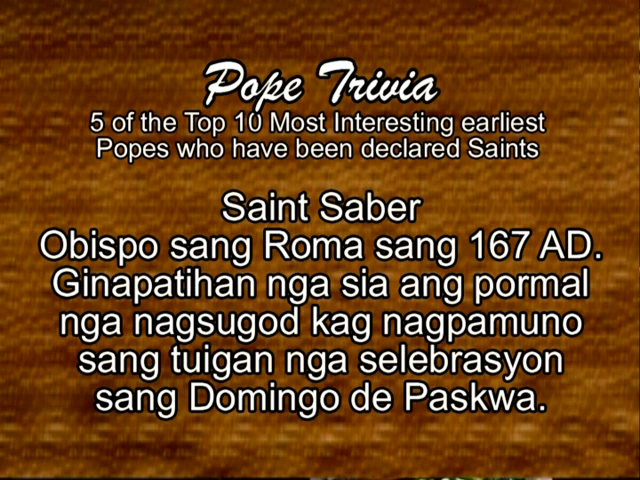 Pope Trivia
5 of the Top 10 Most Interesting earliest
Popes who have been declared Saints
Saint Saber
Obispo sang Roma sang 167 AD.
Ginapatihan nga sia ang pormal
nga nagsugod kag nagpamuno
sang tuigan nga selebrasyon
sang Domingo de Paskwa.